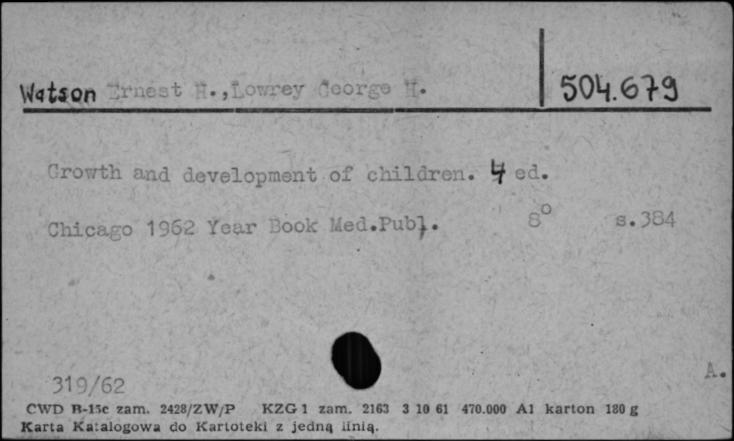 Watson Ernest H., Lowrey George H.
504.679
Growth and development of children. 4 ed.
Chicago 1962 Year Book Med.Publ. 8° s.384
A.
319/62
CWD B-15c zam. 2428/ZW/P KZG 1 zam. 2163 3 10 61 470.000 A1 karton 180 g
Karta Katalogowa do Kartoteki z jedną linią.